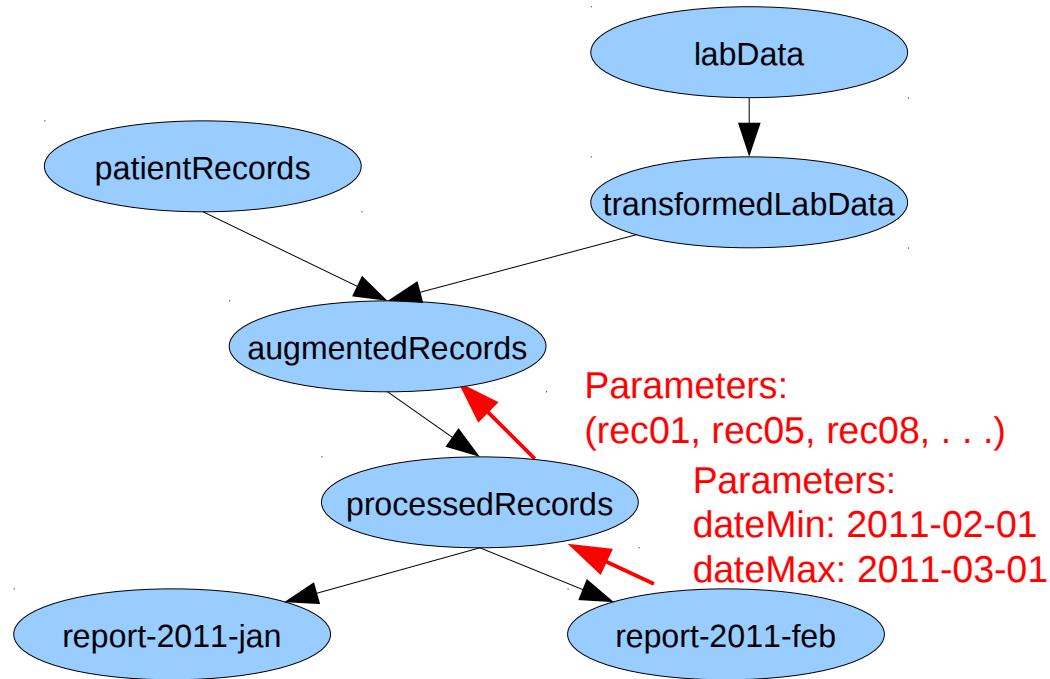 labData
patientRecords
transformedLabData
augmentedRecords
Parameters:
(rec01, rec05, rec08, . . .)
Parameters:
dateMin: 2011-02-01
dateMax: 2011-03-01
processedRecords
report-2011-jan
report-2011-feb